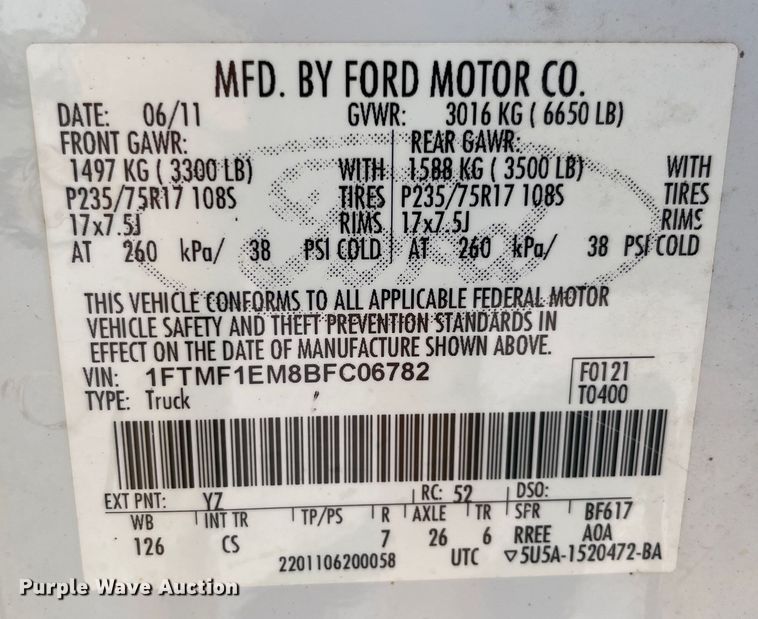 MFD. BY FORD MOTOR CO.
DATE: 06/11 GVWR: 3016 KG ( 6650 LB)
FRONT GAWR: REAR GAWR:
1497 KG ( 3300 LB) WITH 1588 KG ( 3500 LB) WITH
P235/75R17 108S TIRES P235/75R17 108S TIRES
17x7.5J RIMS 17x7.5J RIMS
AT 260 kPa/ 38 PSI COLD AT 260 kPa/ 38 PSI COLD
Ford
THIS VEHICLE CONFORMS TO ALL APPLICABLE FEDERAL MOTOR
VEHICLE SAFETY AND THEFT PREVENTION STANDARDS IN
EFFECT ON THE DATE OF MANUFACTURE SHOWN ABOVE.
VIN: 1FTMF1EM8BFC06782 F0121
TYPE: Truck T0400
EXT PNT: YZ RC: 52 DSO:
WB INT TR TP/PS R AXLE TR SFR BF617
126 CS 7 26 6 RREE A0A
2201106200058 UTC ▽5U5A-1520472-BA
Purple Wave Auction